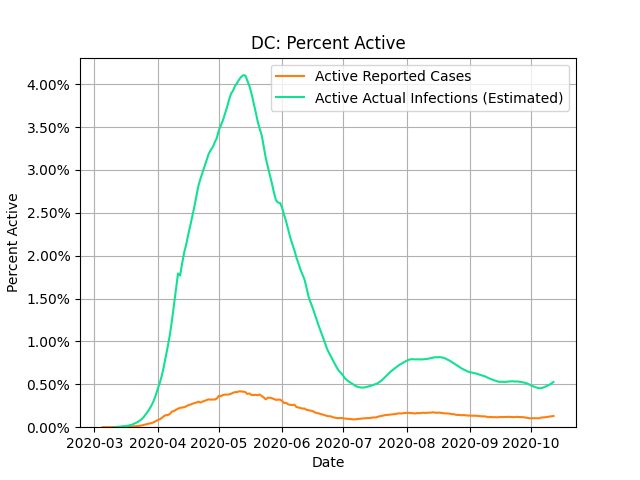 DC: Percent Active
Active Reported Cases
Active Actual Infections (Estimated)
4.00%
3.50%
3.00%
2.50%
2.00%
1.50%
1.00%
0.50%
0.00%
Percent Active
2020-03 2020-04 2020-05 2020-06 2020-07 2020-08 2020-09 2020-10
Date